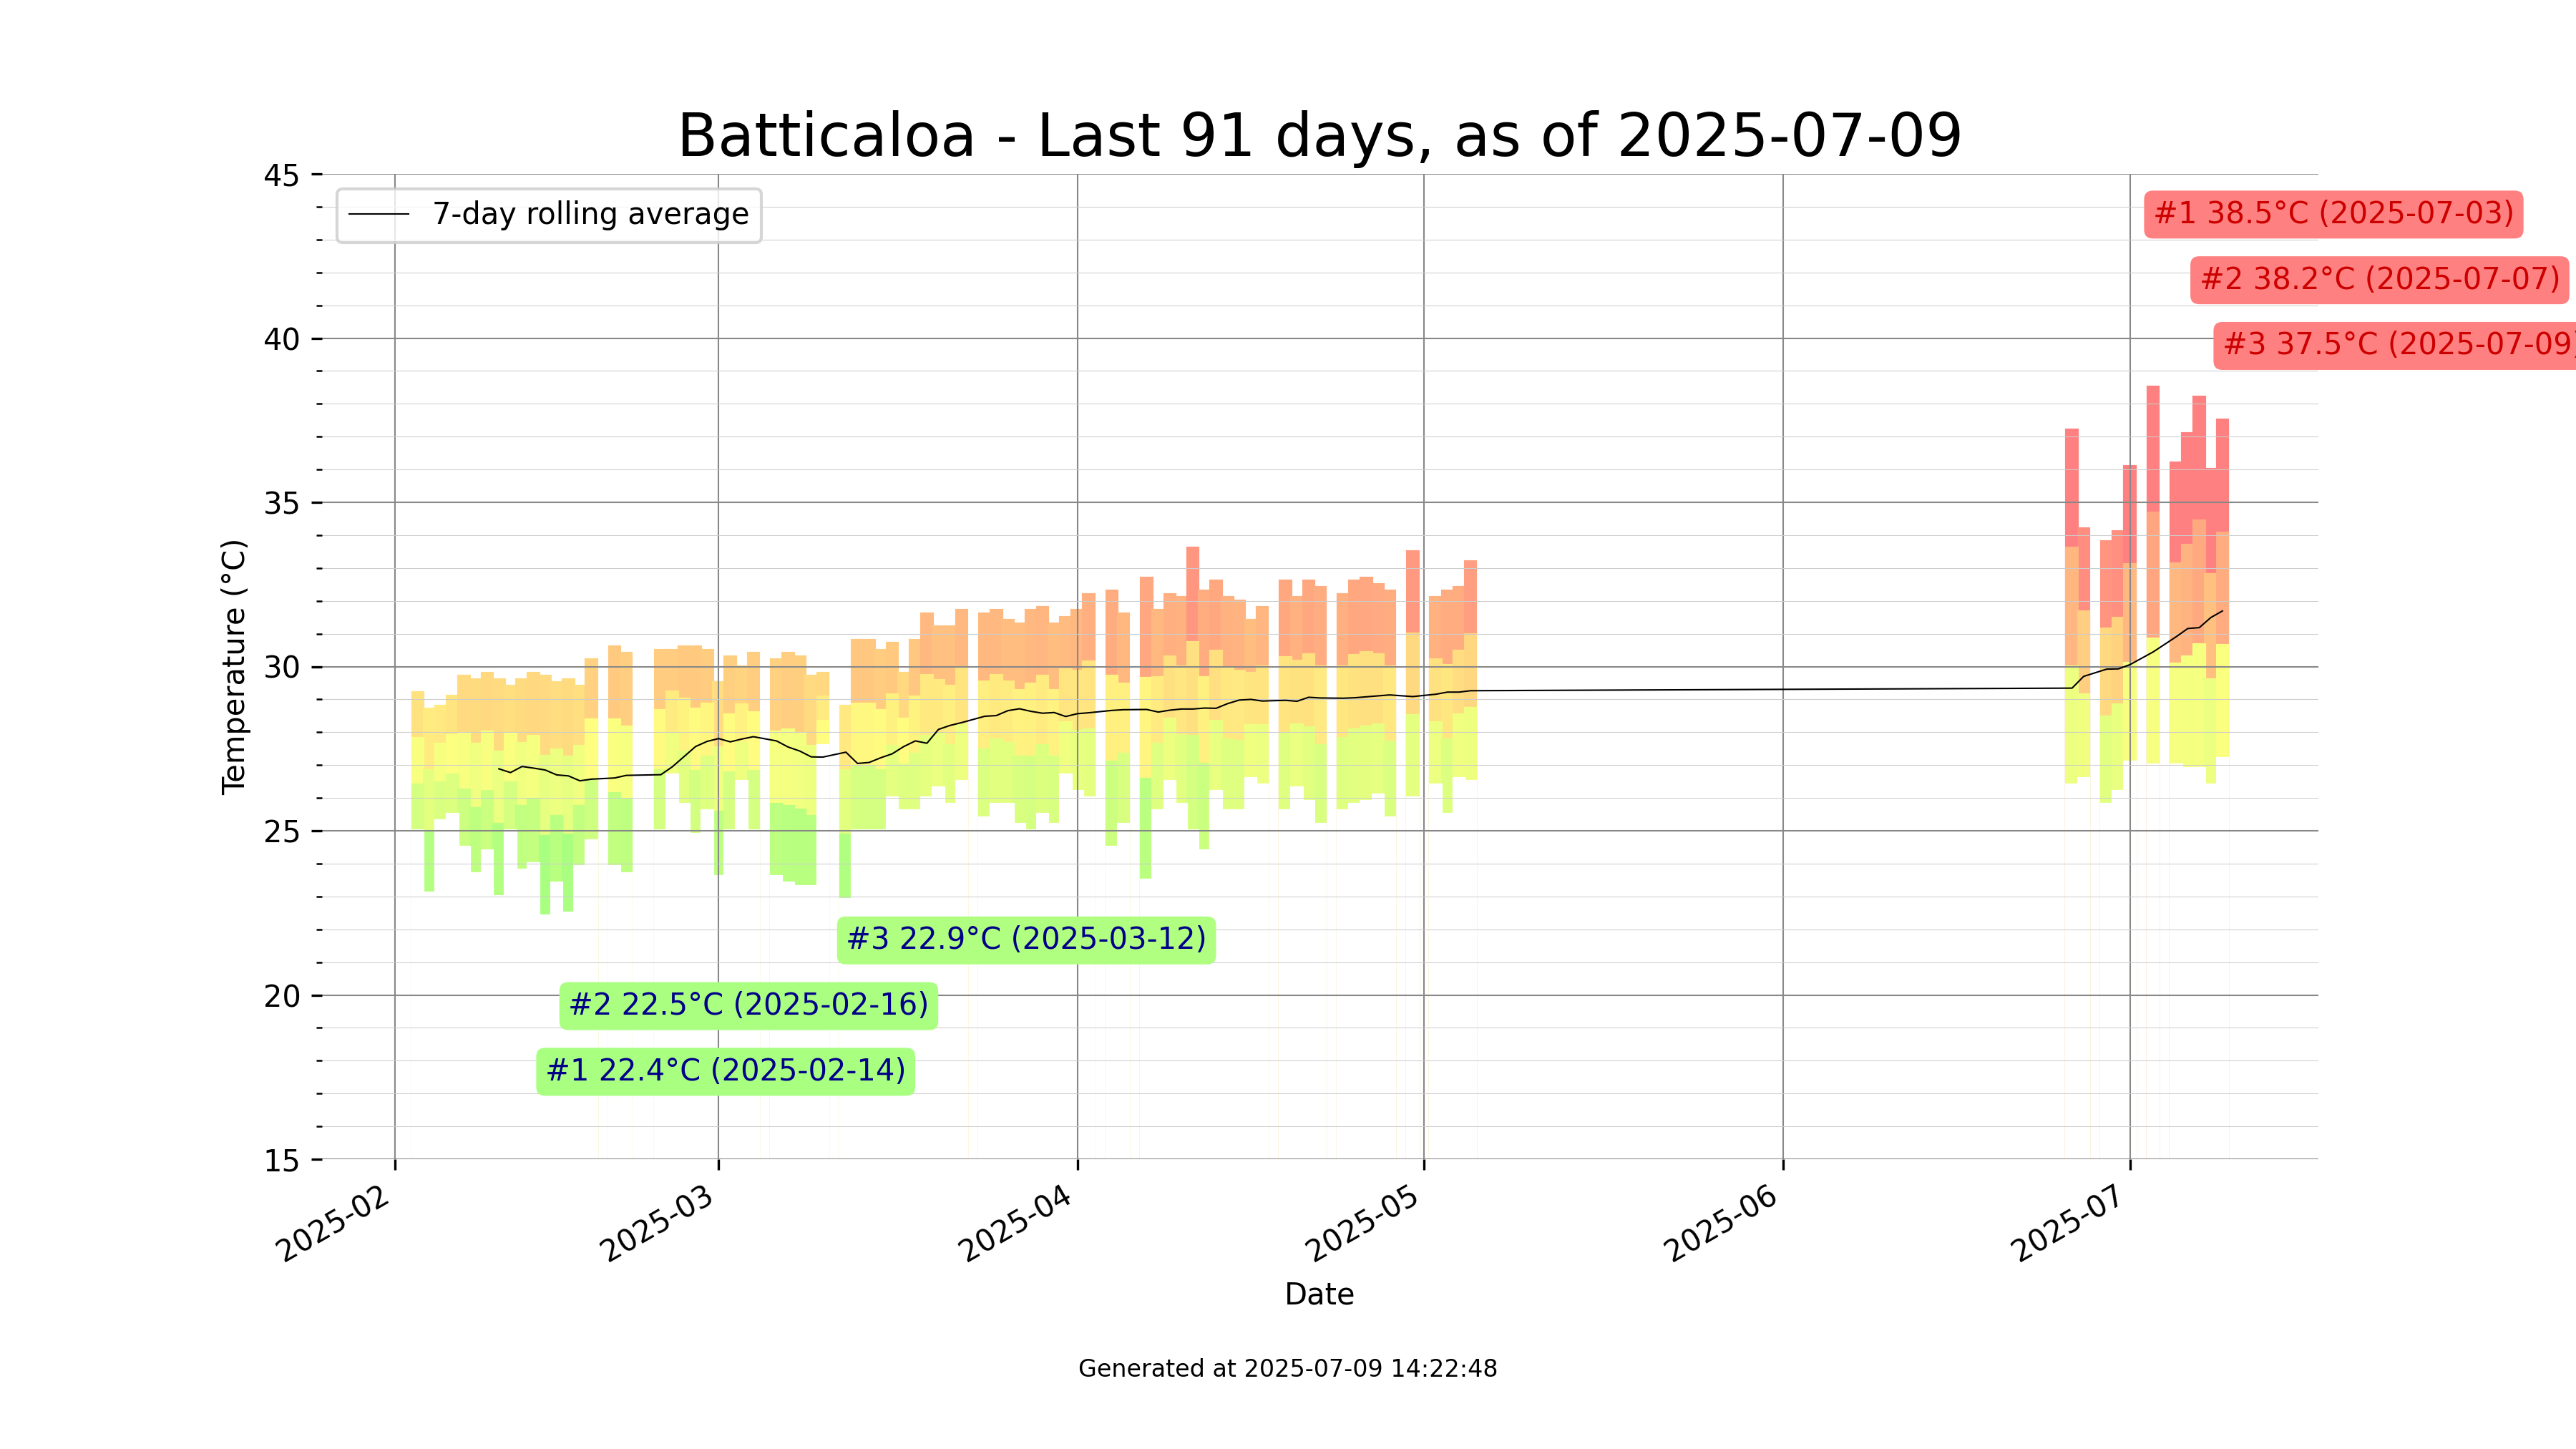 Batticaloa - Last 91 days, as of 2025-07-09
7-day rolling average
#1 38.5°C (2025-07-03)
#2 38.2°C (2025-07-07)
#3 37.5°C (2025-07-09)
45
40
35
30
25
20
15
Temperature (°C)
#3 22.9°C (2025-03-12)
#2 22.5°C (2025-02-16)
#1 22.4°C (2025-02-14)
2025-02
2025-03
2025-04
2025-05
2025-06
2025-07
Date
Generated at 2025-07-09 14:22:48